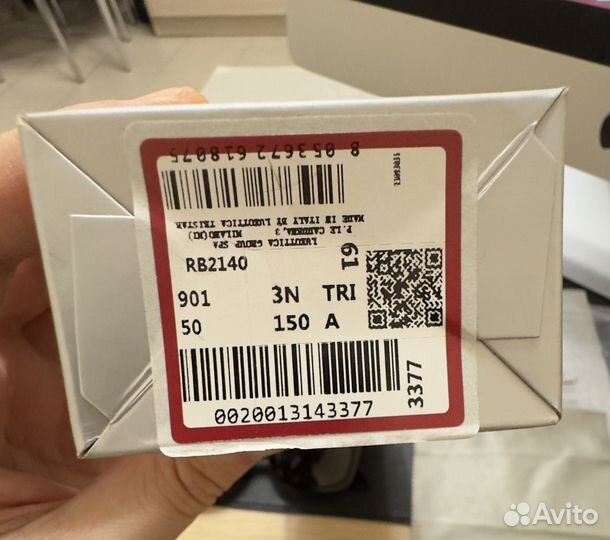 8 053672 618075
MADE IN ITALY BY LUXOTTICA TRISTAR
P.LE CADORNA, 3
MILANO(MI)
LUXOTTICA GROUP SPA
61
RB2140
901 3N TRI
50 150 A
0020013143377
3377
Avito